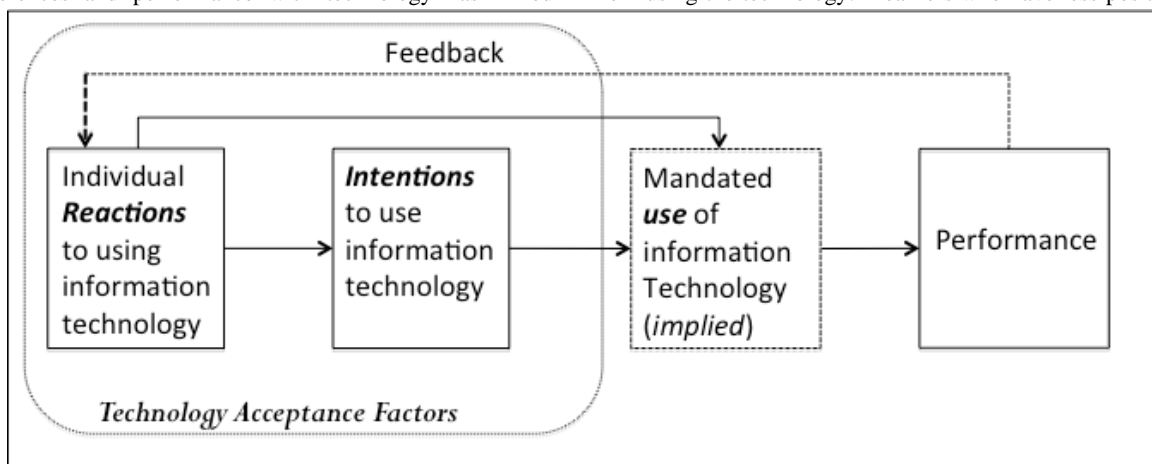 Feedback
Individual
Reactions
to using
information
technology
Intentions
to use
information
technology
Mandated
use of
information
Technology
(implied)
Performance
Technology Acceptance Factors